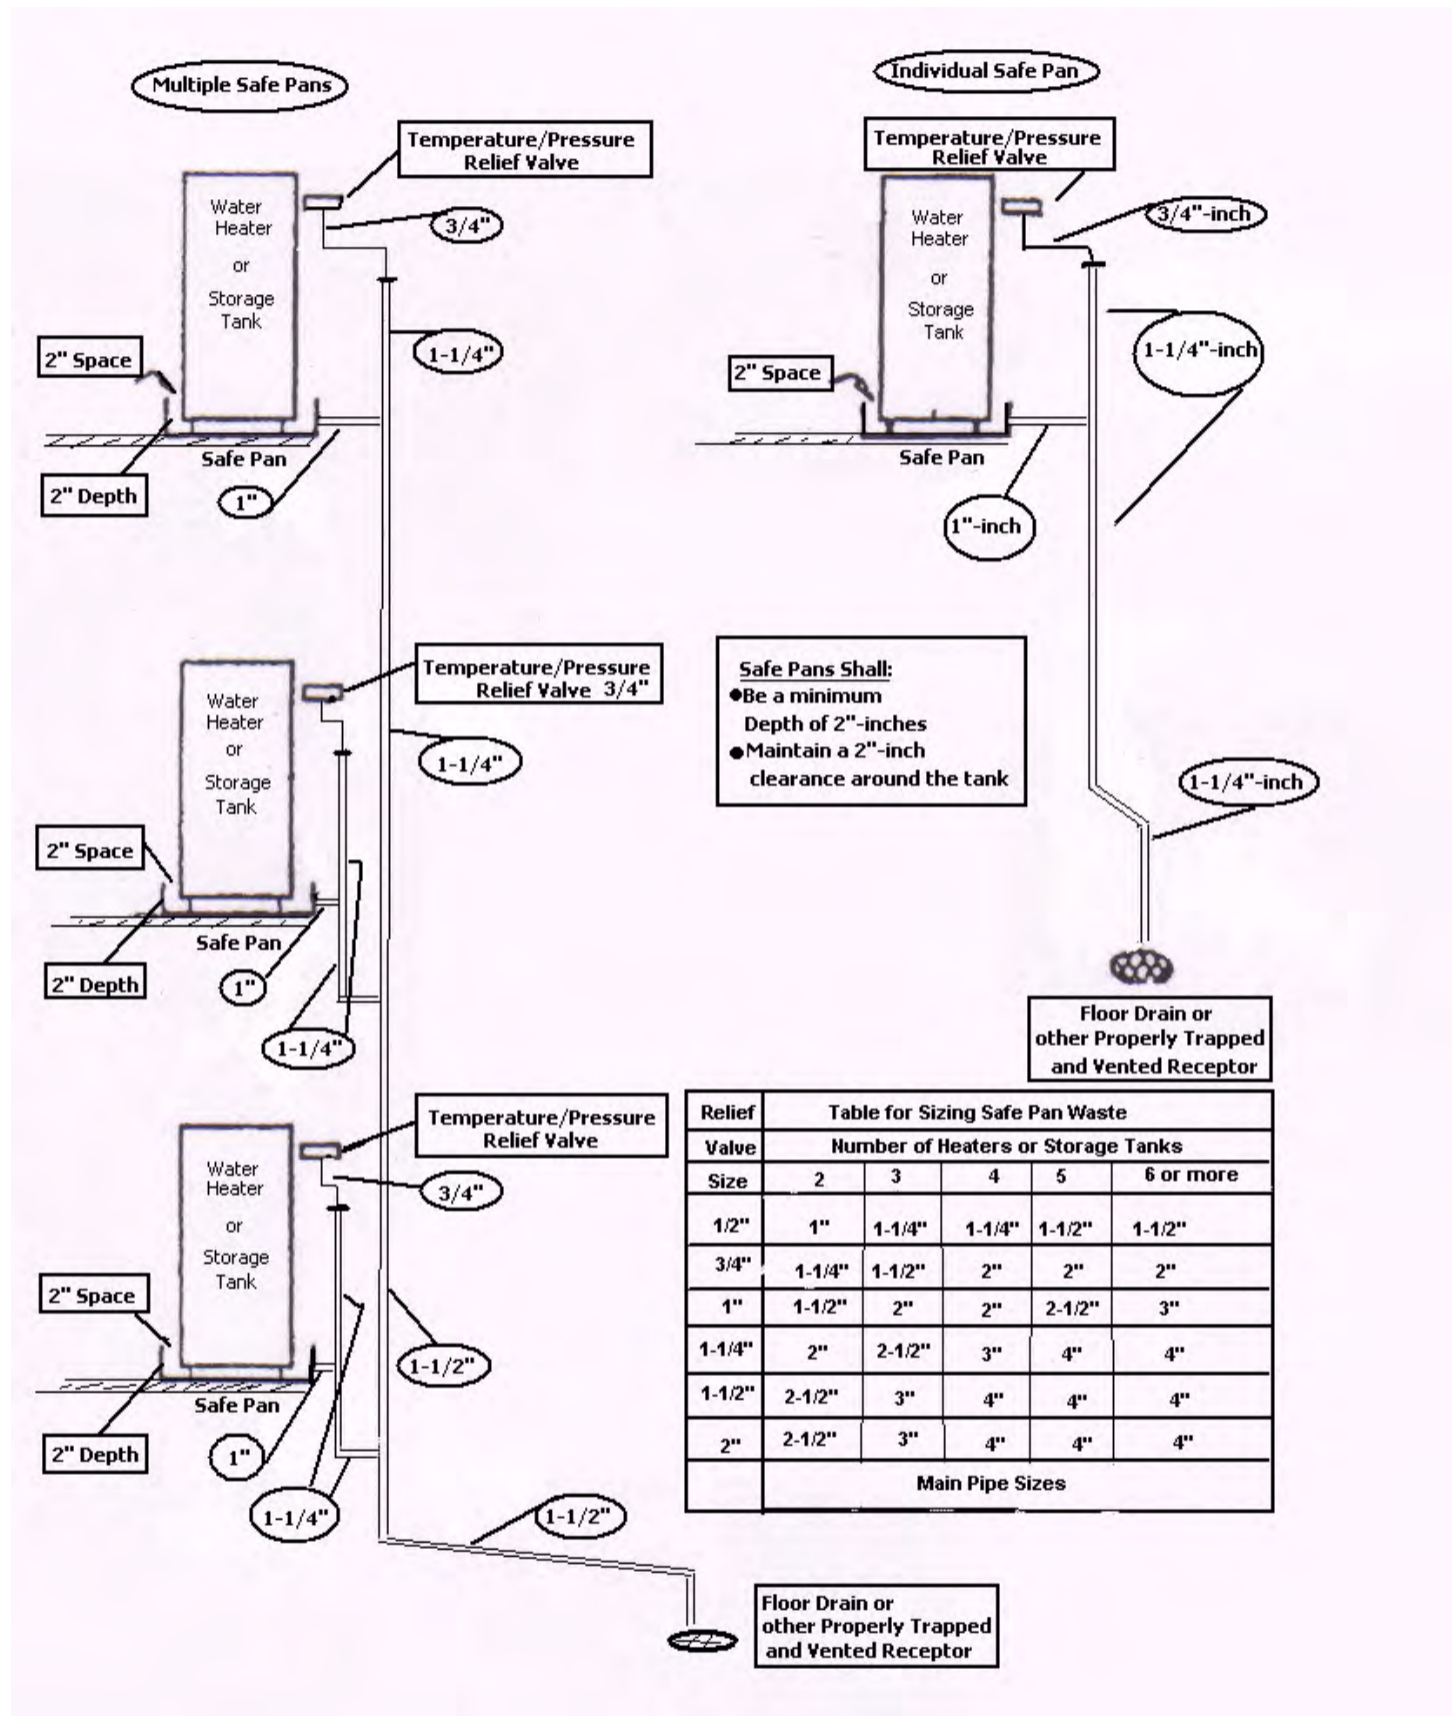 Multiple Safe Pans
Temperature/Pressure
Relief Valve
Water
Heater
or
Storage
Tank
3/4"
1-1/4"
2" Space
Safe Pan
2" Depth
1"
Temperature/Pressure
Relief Valve 3/4"
Water
Heater
or
Storage
Tank
1-1/4"
2" Space
Safe Pan
2" Depth
1"
1-1/4"
Temperature/Pressure
Relief Valve
Water
Heater
or
Storage
Tank
3/4"
2" Space
1-1/2"
Safe Pan
2" Depth
1"
1-1/4"
1-1/2"
Floor Drain or
other Properly Trapped
and Vented Receptor
Individual Safe Pan
Temperature/Pressure
Relief Valve
Water
Heater
or
Storage
Tank
3/4"-inch
1-1/4"-inch
2" Space
Safe Pan
1"-inch
Safe Pans Shall:
●Be a minimum
Depth of 2"-inches
● Maintain a 2"-inch
clearance around the tank
1-1/4"-inch
Floor Drain or
other Properly Trapped
and Vented Receptor
Relief Table for Sizing Safe Pan Waste
Valve Number of Heaters or Storage Tanks
Size 2 3 4 5 6 or more
1/2" 1" 1-1/4" 1-1/4" 1-1/2" 1-1/2"
3/4" 1-1/4" 1-1/2" 2" 2" 2"
1" 1-1/2" 2" 2" 2-1/2" 3"
1-1/4" 2" 2-1/2" 3" 4" 4"
1-1/2" 2-1/2" 3" 4" 4" 4"
2" 2-1/2" 3" 4" 4" 4"
Main Pipe Sizes